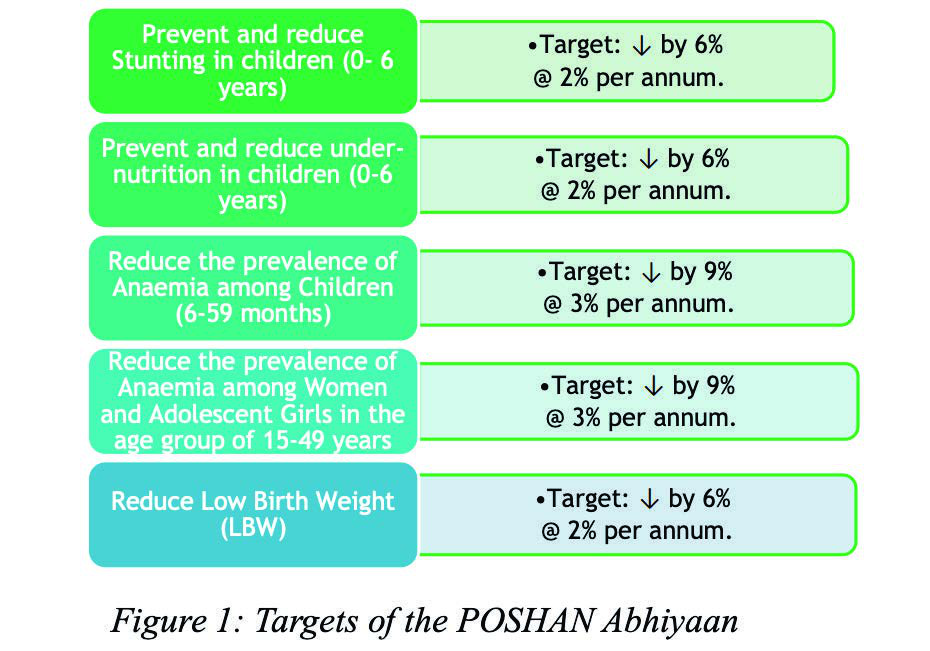 Prevent and reduce
Stunting in children (0- 6
years)
•Target: ↓ by 6%
@ 2% per annum.
Prevent and reduce under-
nutrition in children (0-6
years)
•Target: ↓ by 6%
@ 2% per annum.
Reduce the prevalence of
Anaemia among Children
(6-59 months)
•Target: ↓ by 9%
@ 3% per annum.
Reduce the prevalence of
Anaemia among Women
and Adolescent Girls in the
age group of 15-49 years
•Target: ↓ by 9%
@ 3% per annum.
Reduce Low Birth Weight
(LBW)
•Target: ↓ by 6%
@ 2% per annum.
Figure 1: Targets of the POSHAN Abhiyaan